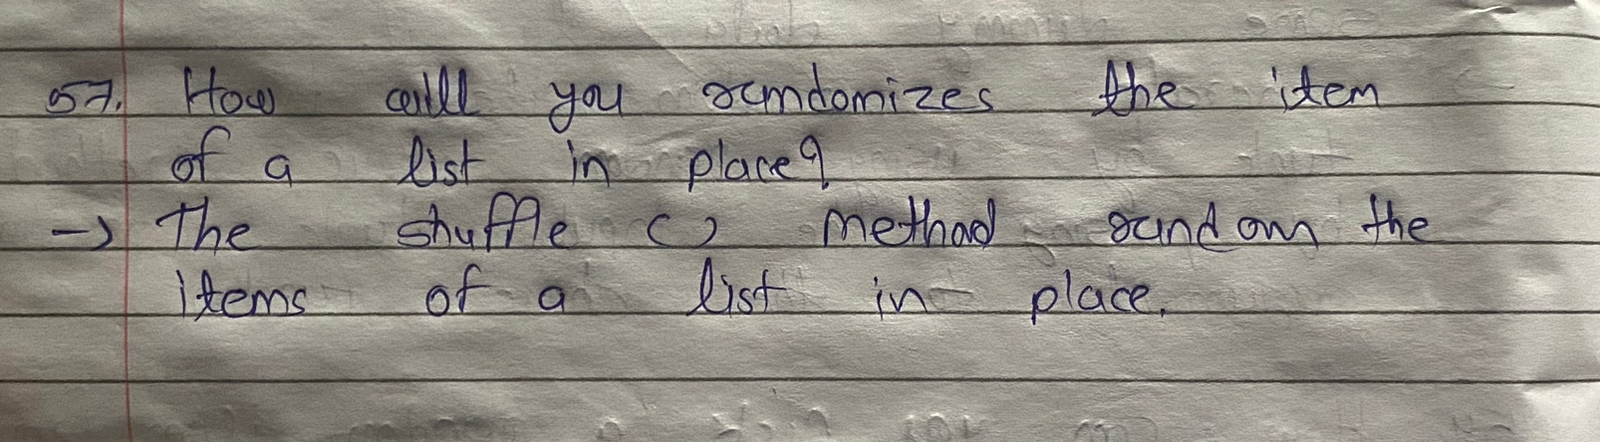 57. How will you randomizes the item
of a list in place?
→ The shuffle () method random the
items of a list in place.